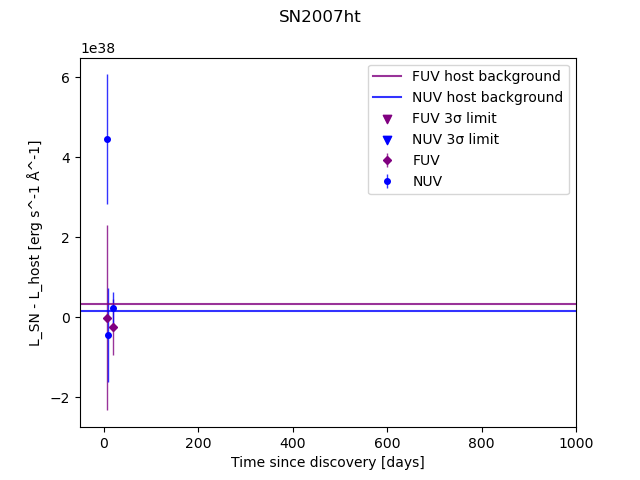 SN2007ht
1e38
6
4
2
0
−2
0
200
400
600
800
1000
L_SN - L_host [erg s^-1 Å^-1]
Time since discovery [days]
FUV host background
NUV host background
FUV 3σ limit
NUV 3σ limit
FUV
NUV